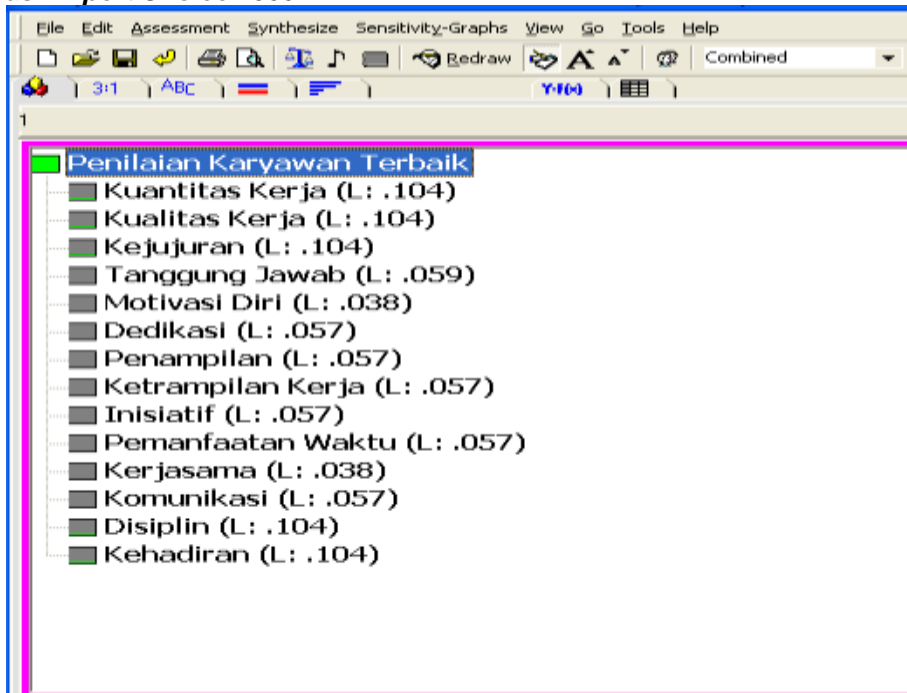 File Edit Assessment Synthesize Sensitivity-Graphs View Go Tools Help
Redraw A A Combined
3:1 ABC Y=F(x)
1
Penilaian Karyawan Terbaik
Kuantitas Kerja (L: .104)
Kualitas Kerja (L: .104)
Kejujuran (L: .104)
Tanggung Jawab (L: .059)
Motivasi Diri (L: .038)
Dedikasi (L: .057)
Penampilan (L: .057)
Ketrampilan Kerja (L: .057)
Inisiatif (L: .057)
Pemanfaatan Waktu (L: .057)
Kerjasama (L: .038)
Komunikasi (L: .057)
Disiplin (L: .104)
Kehadiran (L: .104)